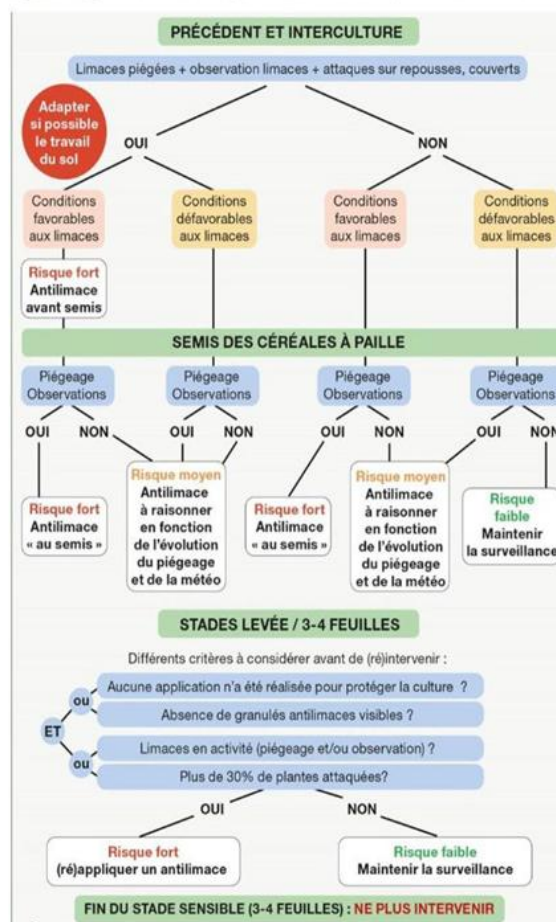 PRÉCÉDENT ET INTERCULTURE
Limaces piégées + observation limaces + attaques sur repousses, couverts
Adapter
si possible
le travail
du sol
OUI
NON
Conditions
favorables
aux limaces
Conditions
défavorables
aux limaces
Conditions
favorables
aux limaces
Conditions
défavorables
aux limaces
Risque fort
Antilimace
avant semis
SEMIS DES CÉRÉALES À PAILLE
Piégeage
Observations
Piégeage
Observations
Piégeage
Observations
Piégeage
Observations
OUI NON
OUI NON
OUI NON
OUI NON
Risque fort
Antilimace
« au semis »
Risque moyen
Antilimace
à raisonner
en fonction
de l'évolution
du piégeage
et de la météo
Risque fort
Antilimace
« au semis »
Risque moyen
Antilimace
à raisonner
en fonction
de l'évolution
du piégeage
et de la météo
Risque
faible
Maintenir
la surveillance
STADES LEVÉE / 3-4 FEUILLES
Différents critères à considérer avant de (ré)intervenir :
Aucune application n'a été réalisée pour protéger la culture ?
ou
Absence de granulés antilimaces visibles ?
ET
Limaces en activité (piégeage et/ou observation) ?
ou
Plus de 30% de plantes attaquées?
OUI
NON
Risque fort
(ré)appliquer un antilimace
Risque faible
Maintenir la surveillance
FIN DU STADE SENSIBLE (3-4 FEUILLES) : NE PLUS INTERVENIR